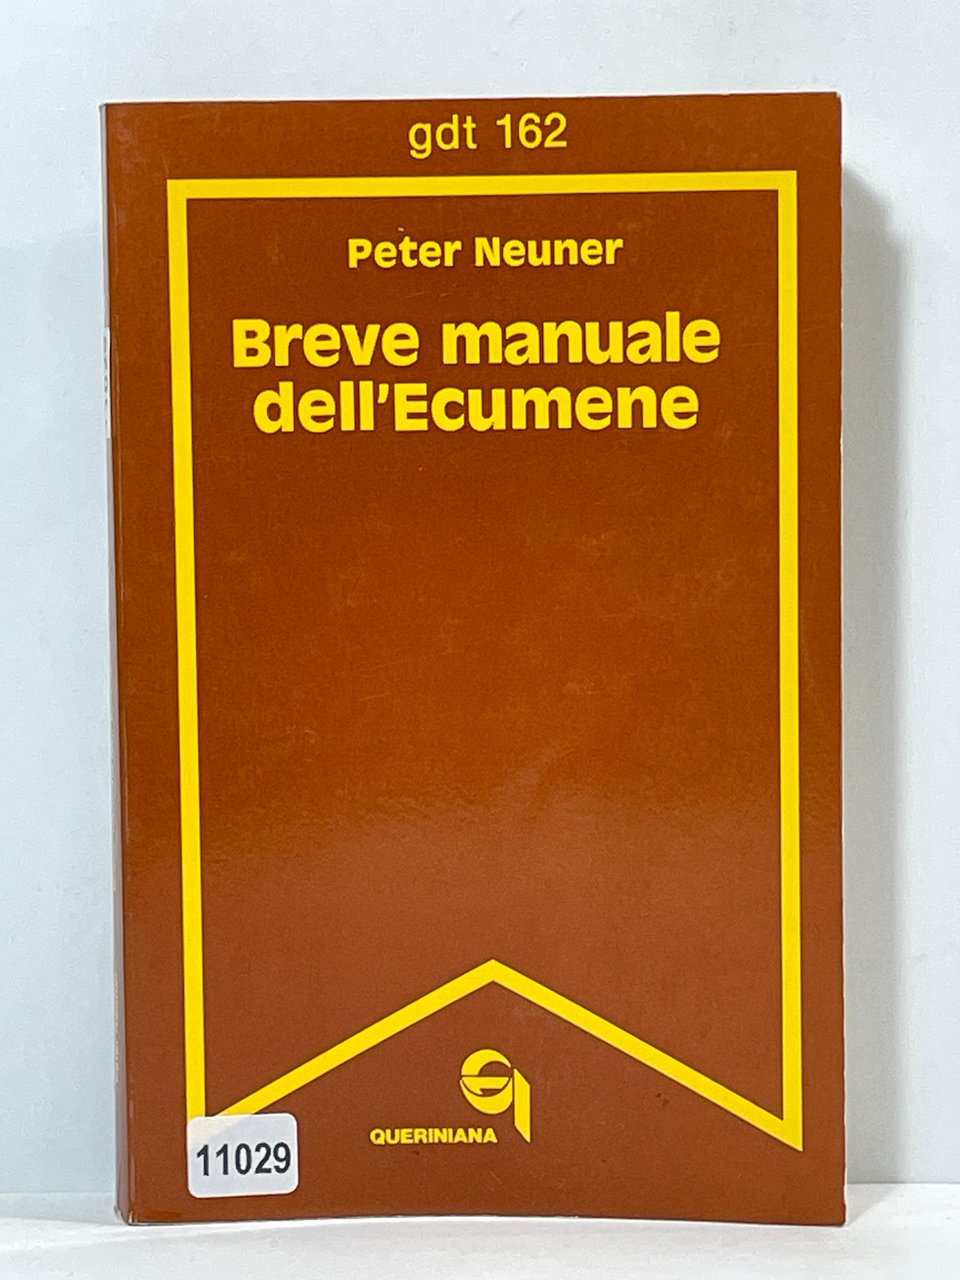 gdt 162
Peter Neuner
Breve manuale
dell'Ecumene
QUERINIANA
11029